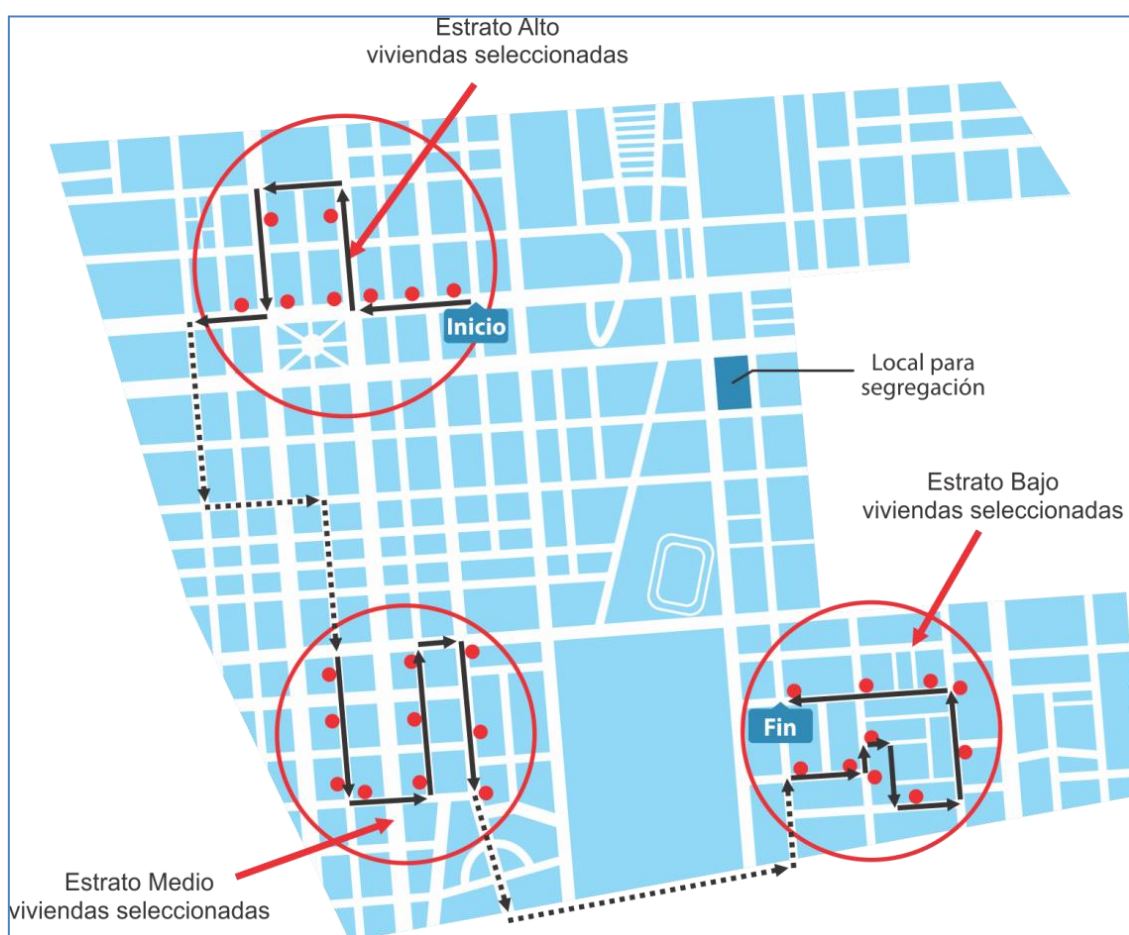 Estrato Alto
viviendas seleccionadas
Inicio
Local para
segregación
Estrato Bajo
viviendas seleccionadas
Fin
Estrato Medio
viviendas seleccionadas